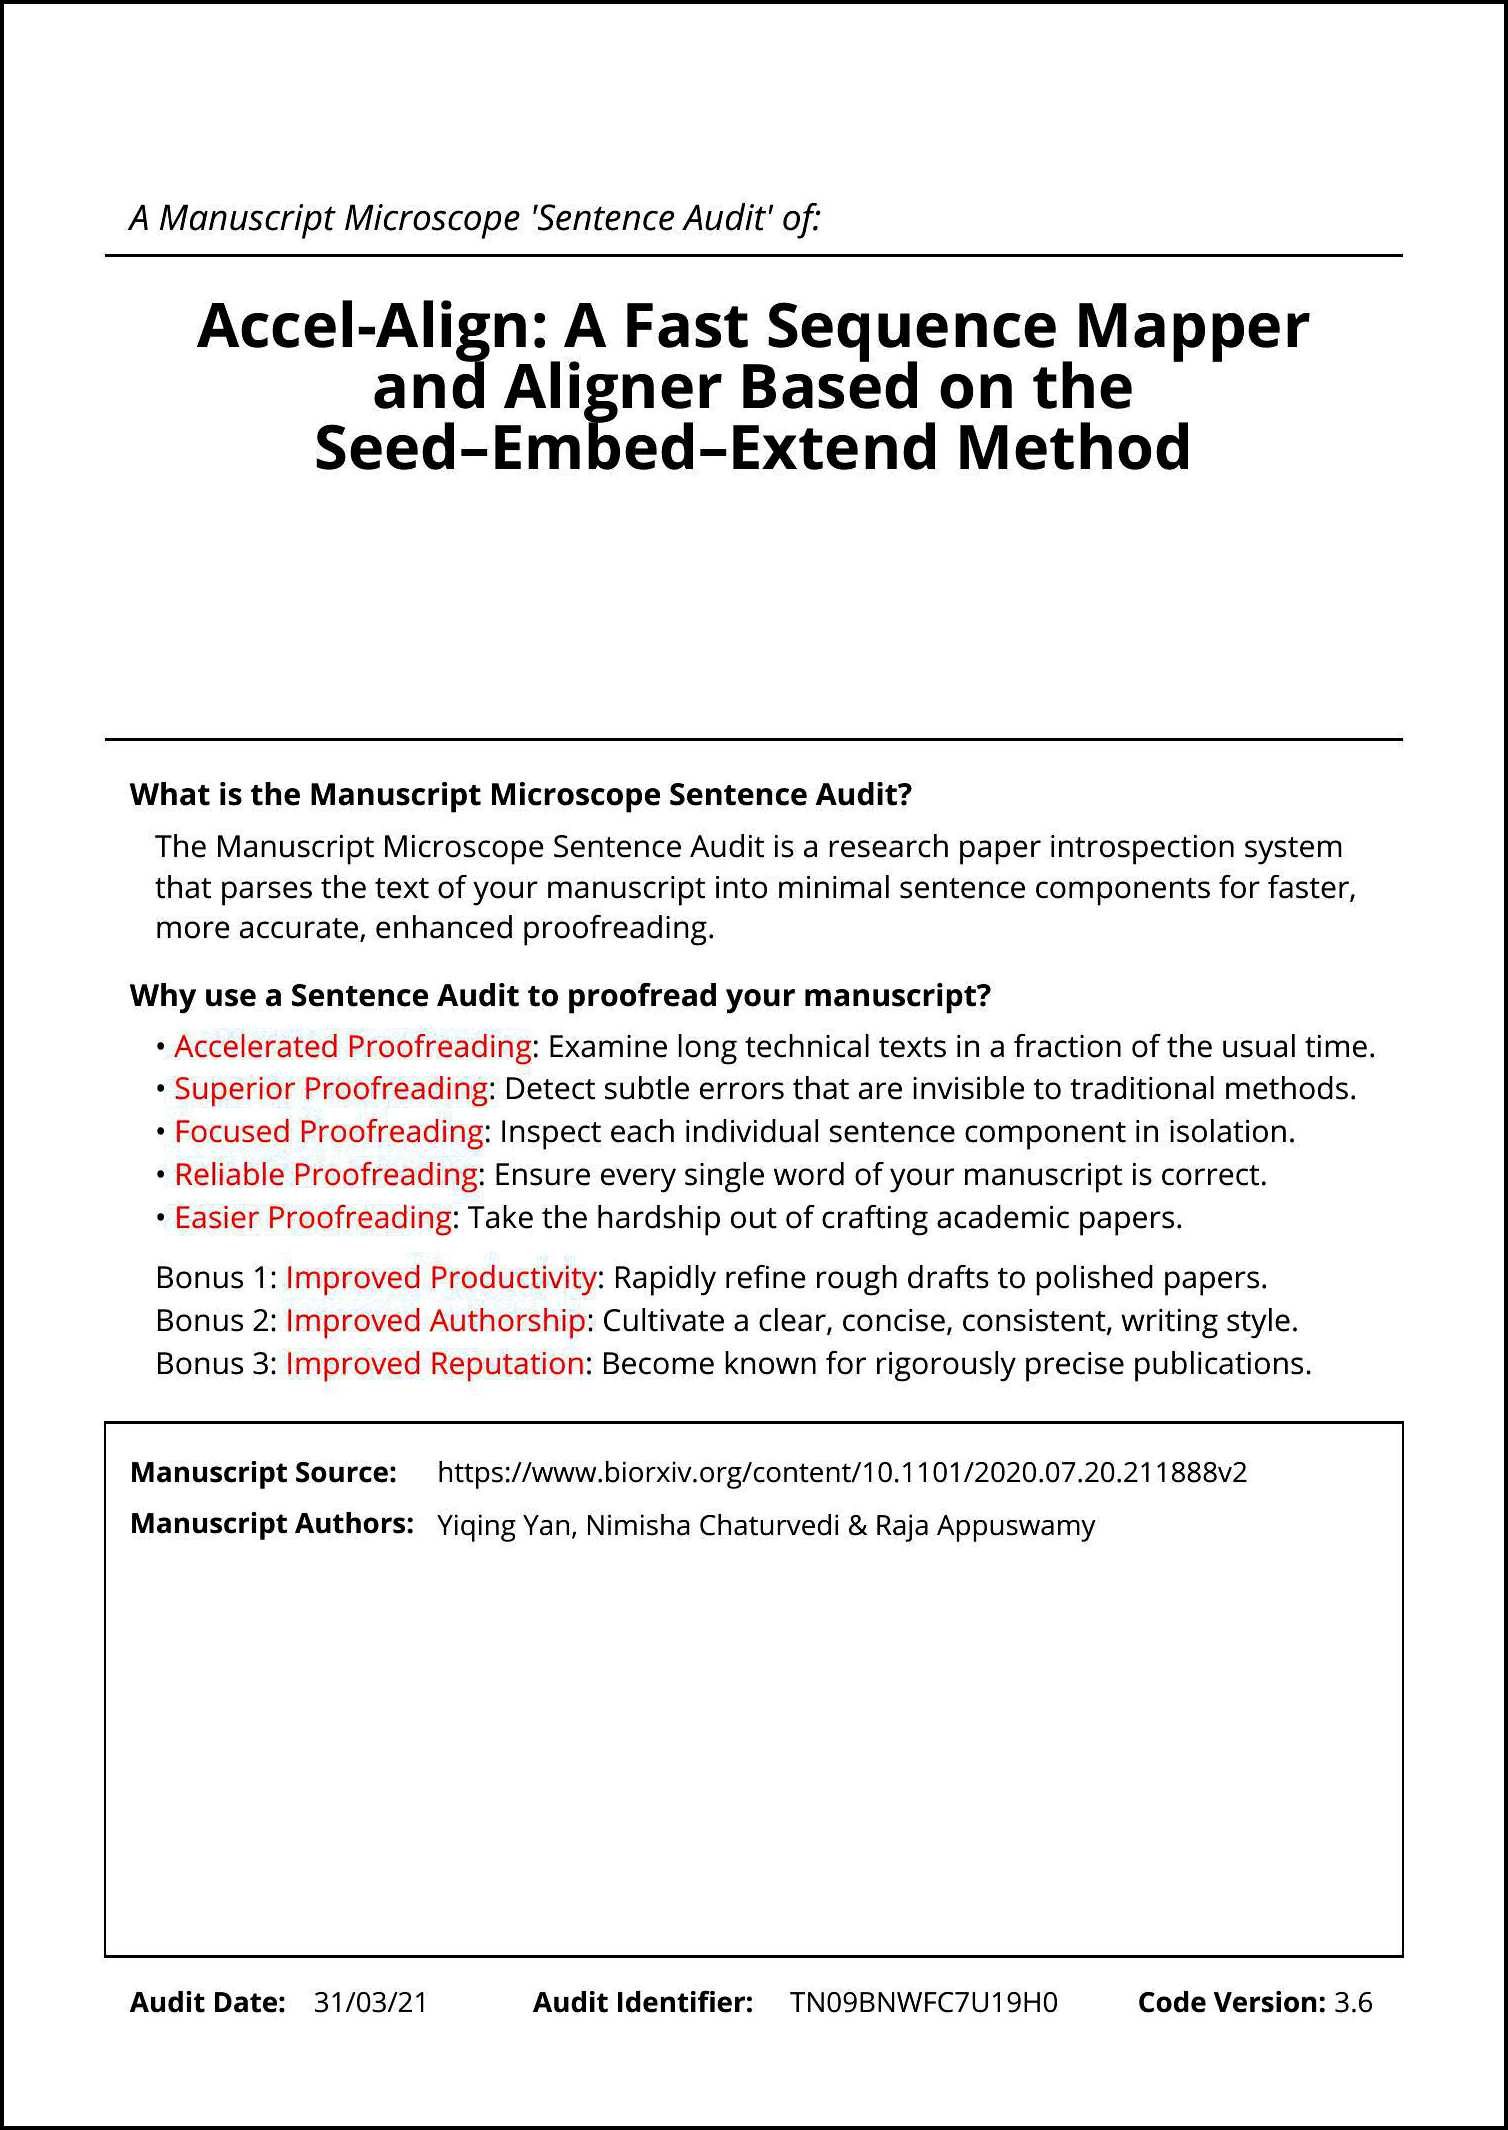 A Manuscript Microscope 'Sentence Audit' of:
Accel-Align: A Fast Sequence Mapper
and Aligner Based on the
Seed–Embed–Extend Method
What is the Manuscript Microscope Sentence Audit?
The Manuscript Microscope Sentence Audit is a research paper introspection system
that parses the text of your manuscript into minimal sentence components for faster,
more accurate, enhanced proofreading.
Why use a Sentence Audit to proofread your manuscript?
• Accelerated Proofreading: Examine long technical texts in a fraction of the usual time.
• Superior Proofreading: Detect subtle errors that are invisible to traditional methods.
• Focused Proofreading: Inspect each individual sentence component in isolation.
• Reliable Proofreading: Ensure every single word of your manuscript is correct.
• Easier Proofreading: Take the hardship out of crafting academic papers.
Bonus 1: Improved Productivity: Rapidly refine rough drafts to polished papers.
Bonus 2: Improved Authorship: Cultivate a clear, concise, consistent, writing style.
Bonus 3: Improved Reputation: Become known for rigorously precise publications.
Manuscript Source: https://www.biorxiv.org/content/10.1101/2020.07.20.211888v2
Manuscript Authors: Yiqing Yan, Nimisha Chaturvedi & Raja Appuswamy
Audit Date: 31/03/21 Audit Identifier: TN09BNWFC7U19H0 Code Version: 3.6